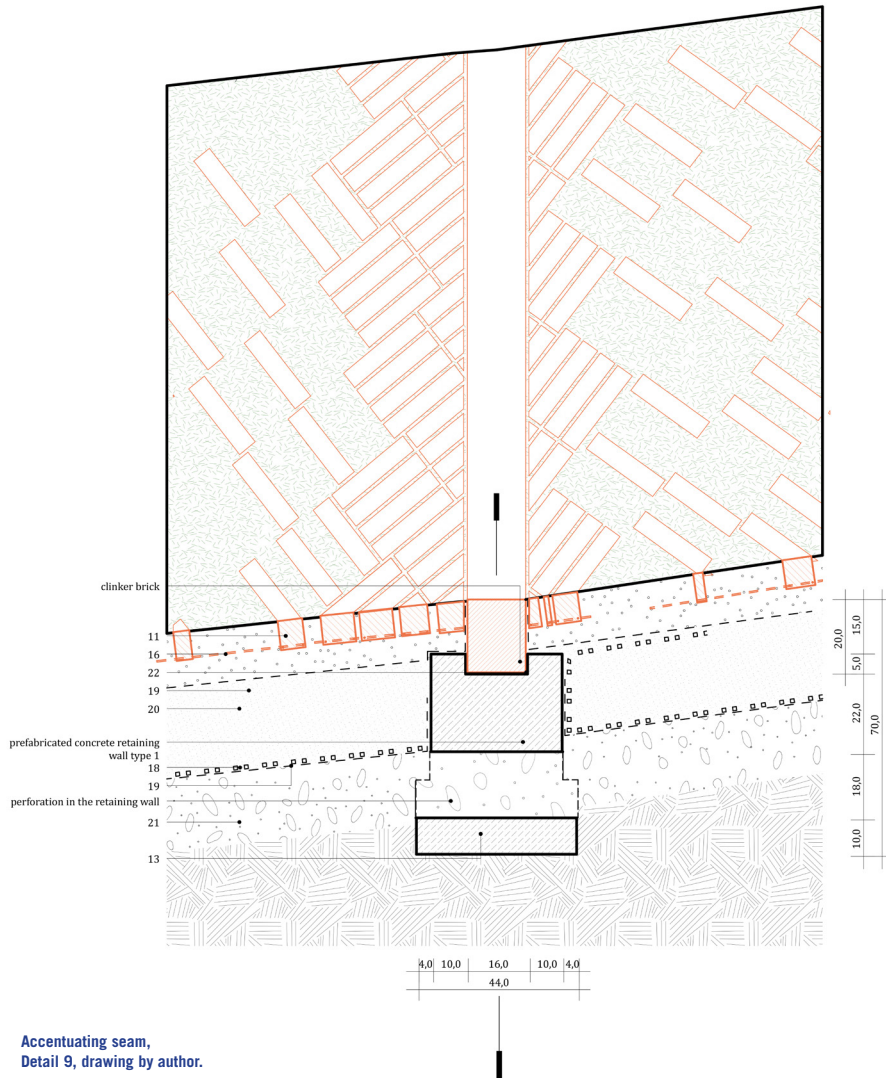 clinker brick
11
16
22
19
20
prefabricated concrete retaining
wall type 1
18
19
perforation in the retaining wall
21
13
20,0
15,0
5,0
22,0
70,0
18,0
10,0
4,0 10,0 16,0 10,0 4,0
44,0
Accentuating seam,
Detail 9, drawing by author.